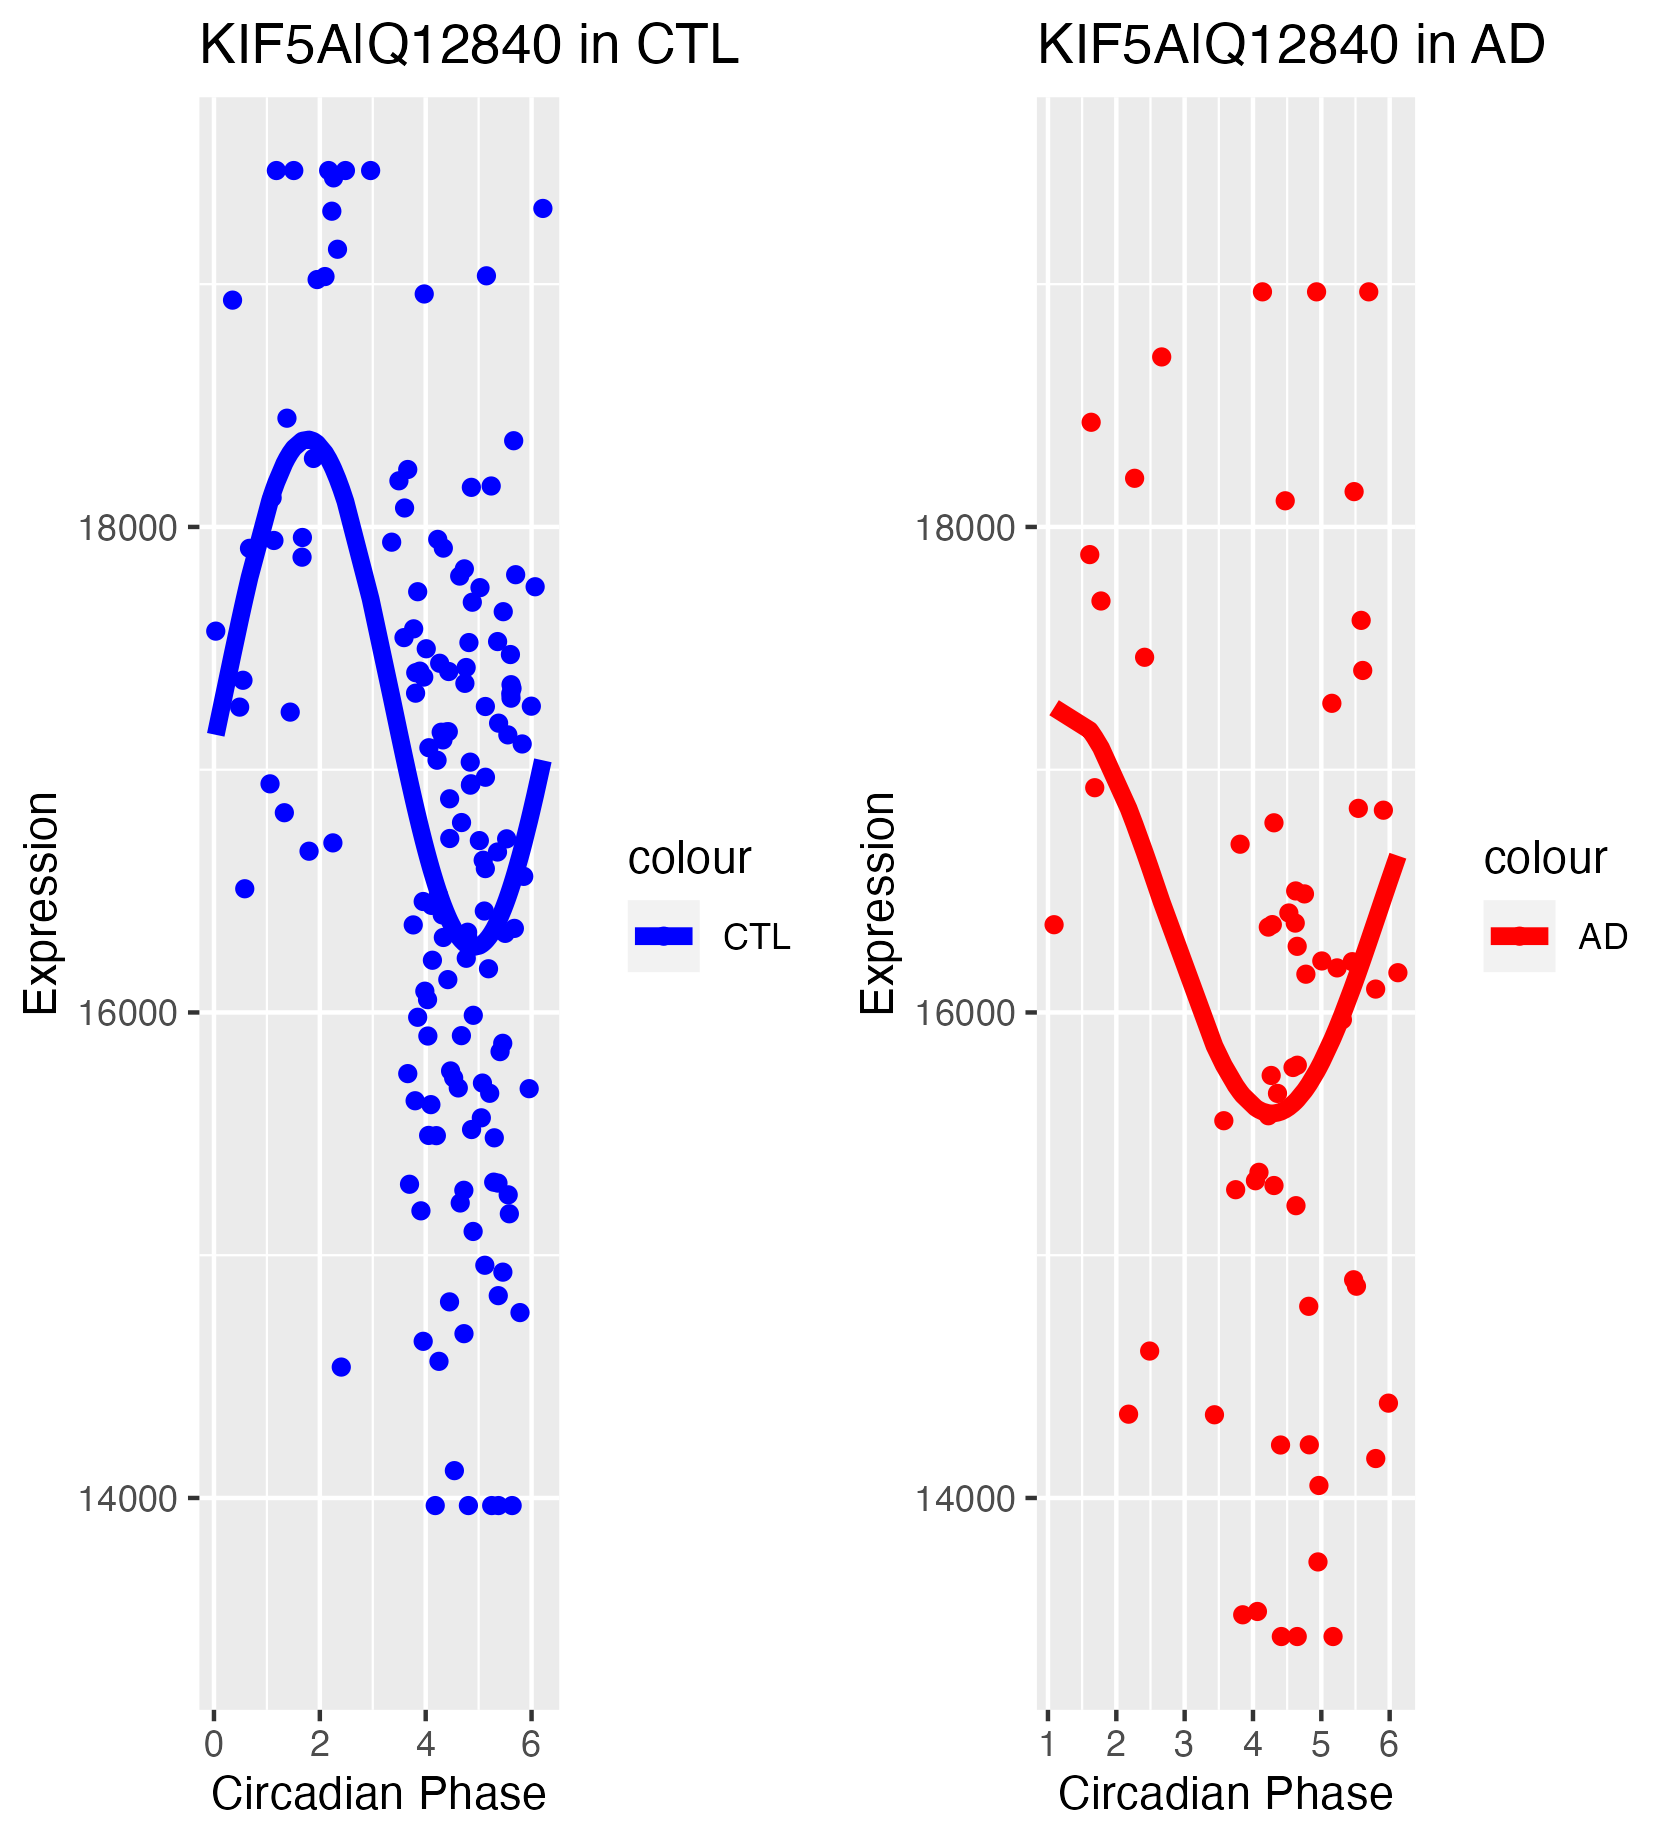 KIF5A|Q12840 in CTL
18000
16000
14000
Expression
0 2 4 6
Circadian Phase
colour
CTL
KIF5A|Q12840 in AD
18000
16000
14000
Expression
1 2 3 4 5 6
Circadian Phase
colour
AD